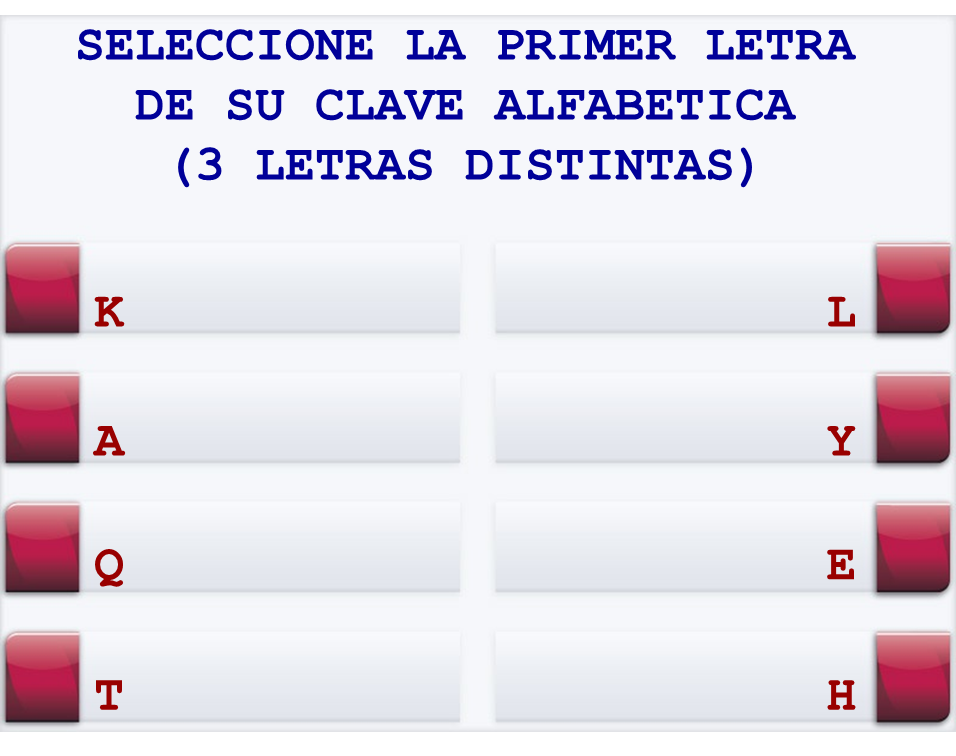 SELECCIONE LA PRIMER LETRA
DE SU CLAVE ALFABETICA
(3 LETRAS DISTINTAS)
K
L
A
Y
Q
E
T
H